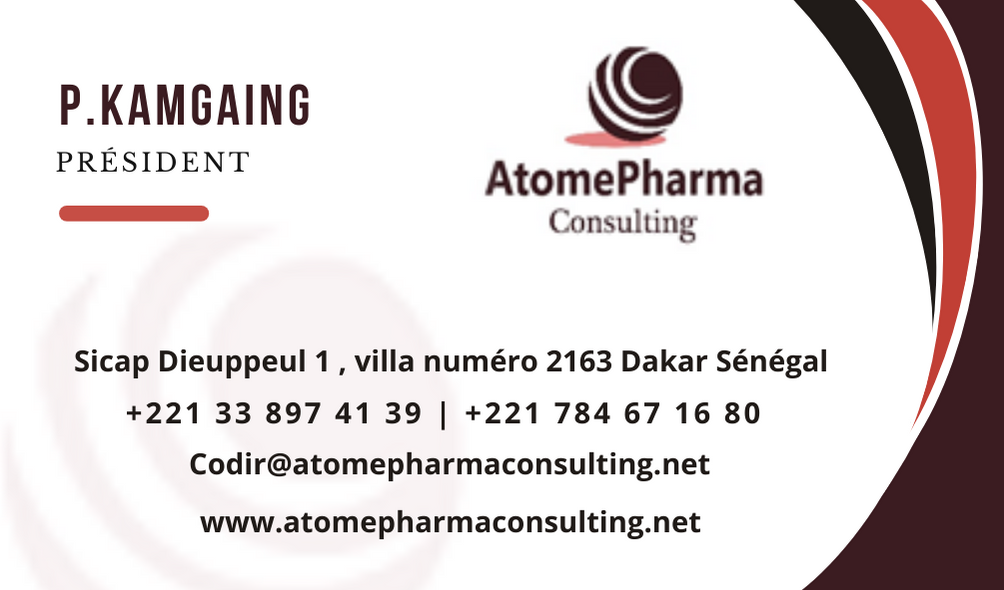 P.KAMGAING
PRÉSIDENT
AtomePharma
Consulting
Sicap Dieuppeul 1 , villa numéro 2163 Dakar Sénégal
+221 33 897 41 39 | +221 784 67 16 80
Codir@atomepharmaconsulting.net
www.atomepharmaconsulting.net